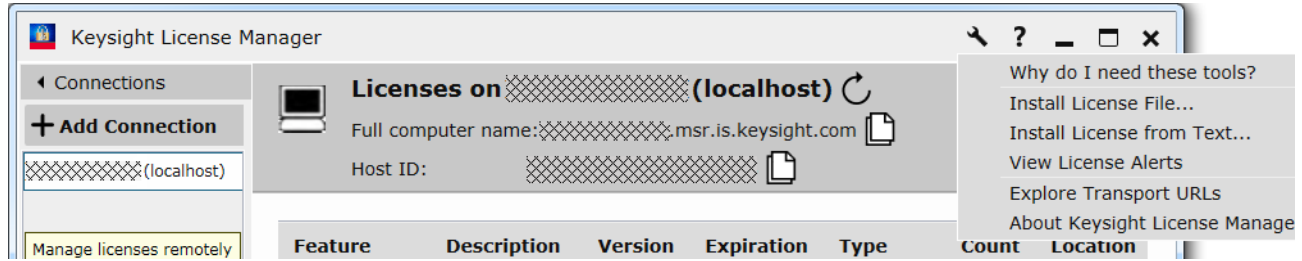 Keysight License Manager
?
Connections
Add Connection
(localhost)
Manage licenses remotely
Licenses on (localhost)
Full computer name: .msr.is.keysight.com
Host ID:
Feature Description Version Expiration Type Count Location
Why do I need these tools?
Install License File...
Install License from Text...
View License Alerts
Explore Transport URLs
About Keysight License Manage